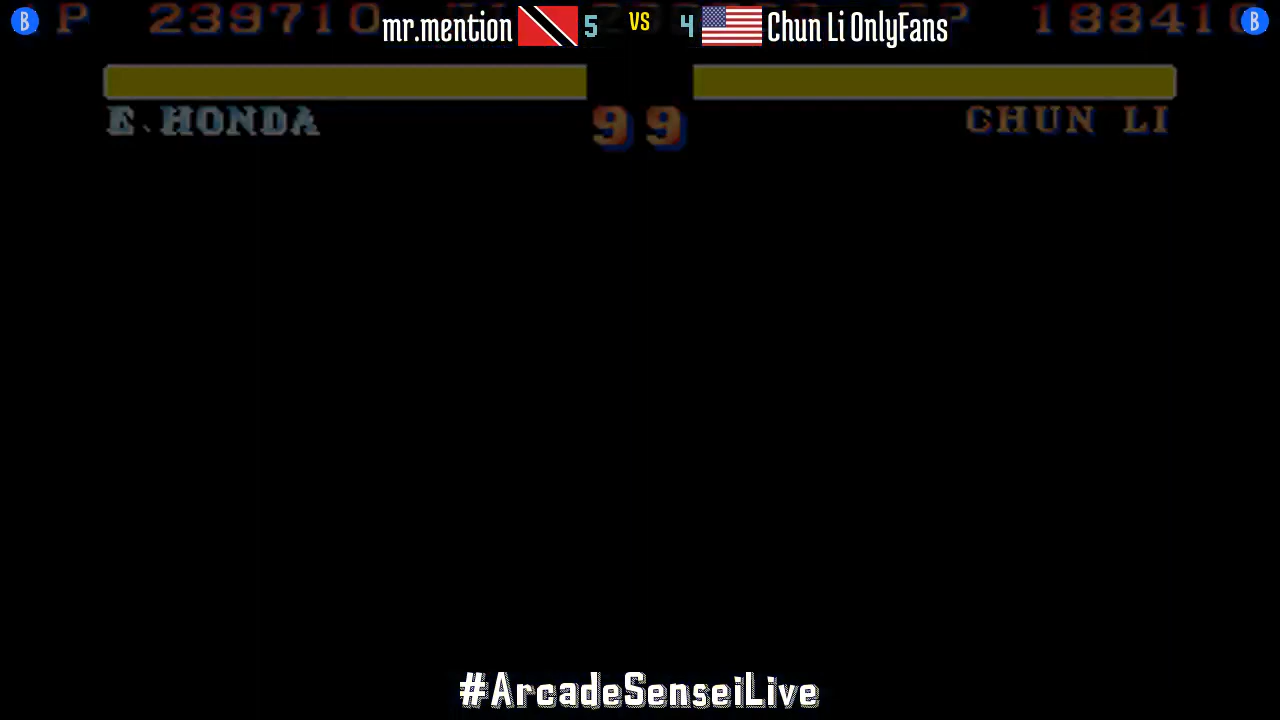 B P 239710 188410 B
mr.mention 5 VS 4 Chun Li OnlyFans
E.HONDA 99 CHUN LI
#ArcadeSenseiLive